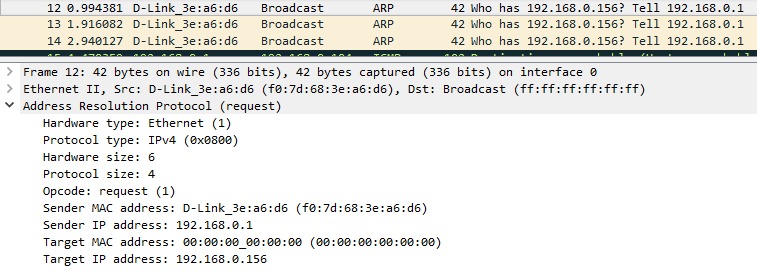 12 0.994381 D-Link_3e:a6:d6 Broadcast ARP 42 Who has 192.168.0.156? Tell 192.168.0.1
13 1.916082 D-Link_3e:a6:d6 Broadcast ARP 42 Who has 192.168.0.156? Tell 192.168.0.1
14 2.940127 D-Link_3e:a6:d6 Broadcast ARP 42 Who has 192.168.0.156? Tell 192.168.0.1
Frame 12: 42 bytes on wire (336 bits), 42 bytes captured (336 bits) on interface 0
Ethernet II, Src: D-Link_3e:a6:d6 (f0:7d:68:3e:a6:d6), Dst: Broadcast (ff:ff:ff:ff:ff:ff)
Address Resolution Protocol (request)
Hardware type: Ethernet (1)
Protocol type: IPv4 (0x0800)
Hardware size: 6
Protocol size: 4
Opcode: request (1)
Sender MAC address: D-Link_3e:a6:d6 (f0:7d:68:3e:a6:d6)
Sender IP address: 192.168.0.1
Target MAC address: 00:00:00_00:00:00 (00:00:00:00:00:00)
Target IP address: 192.168.0.156